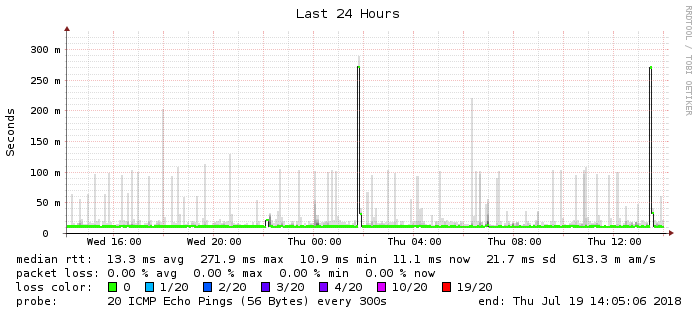 Last 24 Hours
RRDTOOL / TOBI OETIKER
Seconds
300 m
250 m
200 m
150 m
100 m
50 m
0
Wed 16:00 Wed 20:00 Thu 00:00 Thu 04:00 Thu 08:00 Thu 12:00
median rtt: 13.3 ms avg 271.9 ms max 10.9 ms min 11.1 ms now 21.7 ms sd 613.3 m am/s
packet loss: 0.00 % avg 0.00 % max 0.00 % min 0.00 % now
loss color: 0 1/20 2/20 3/20 4/20 10/20 19/20
probe: 20 ICMP Echo Pings (56 Bytes) every 300s end: Thu Jul 19 14:05:06 2018